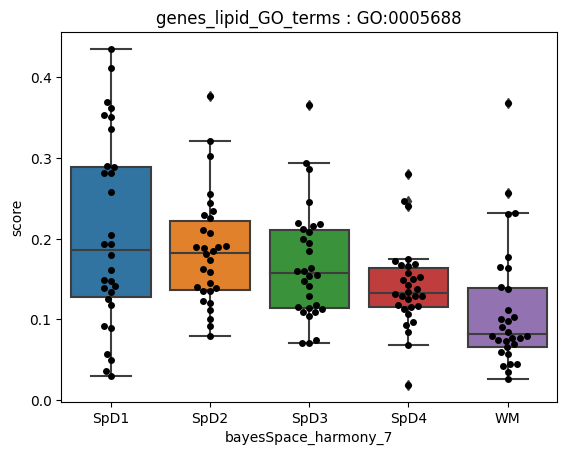 genes_lipid_GO_terms : GO:0005688
score
0.4
0.3
0.2
0.1
0.0
SpD1 SpD2 SpD3 SpD4 WM
bayesSpace_harmony_7